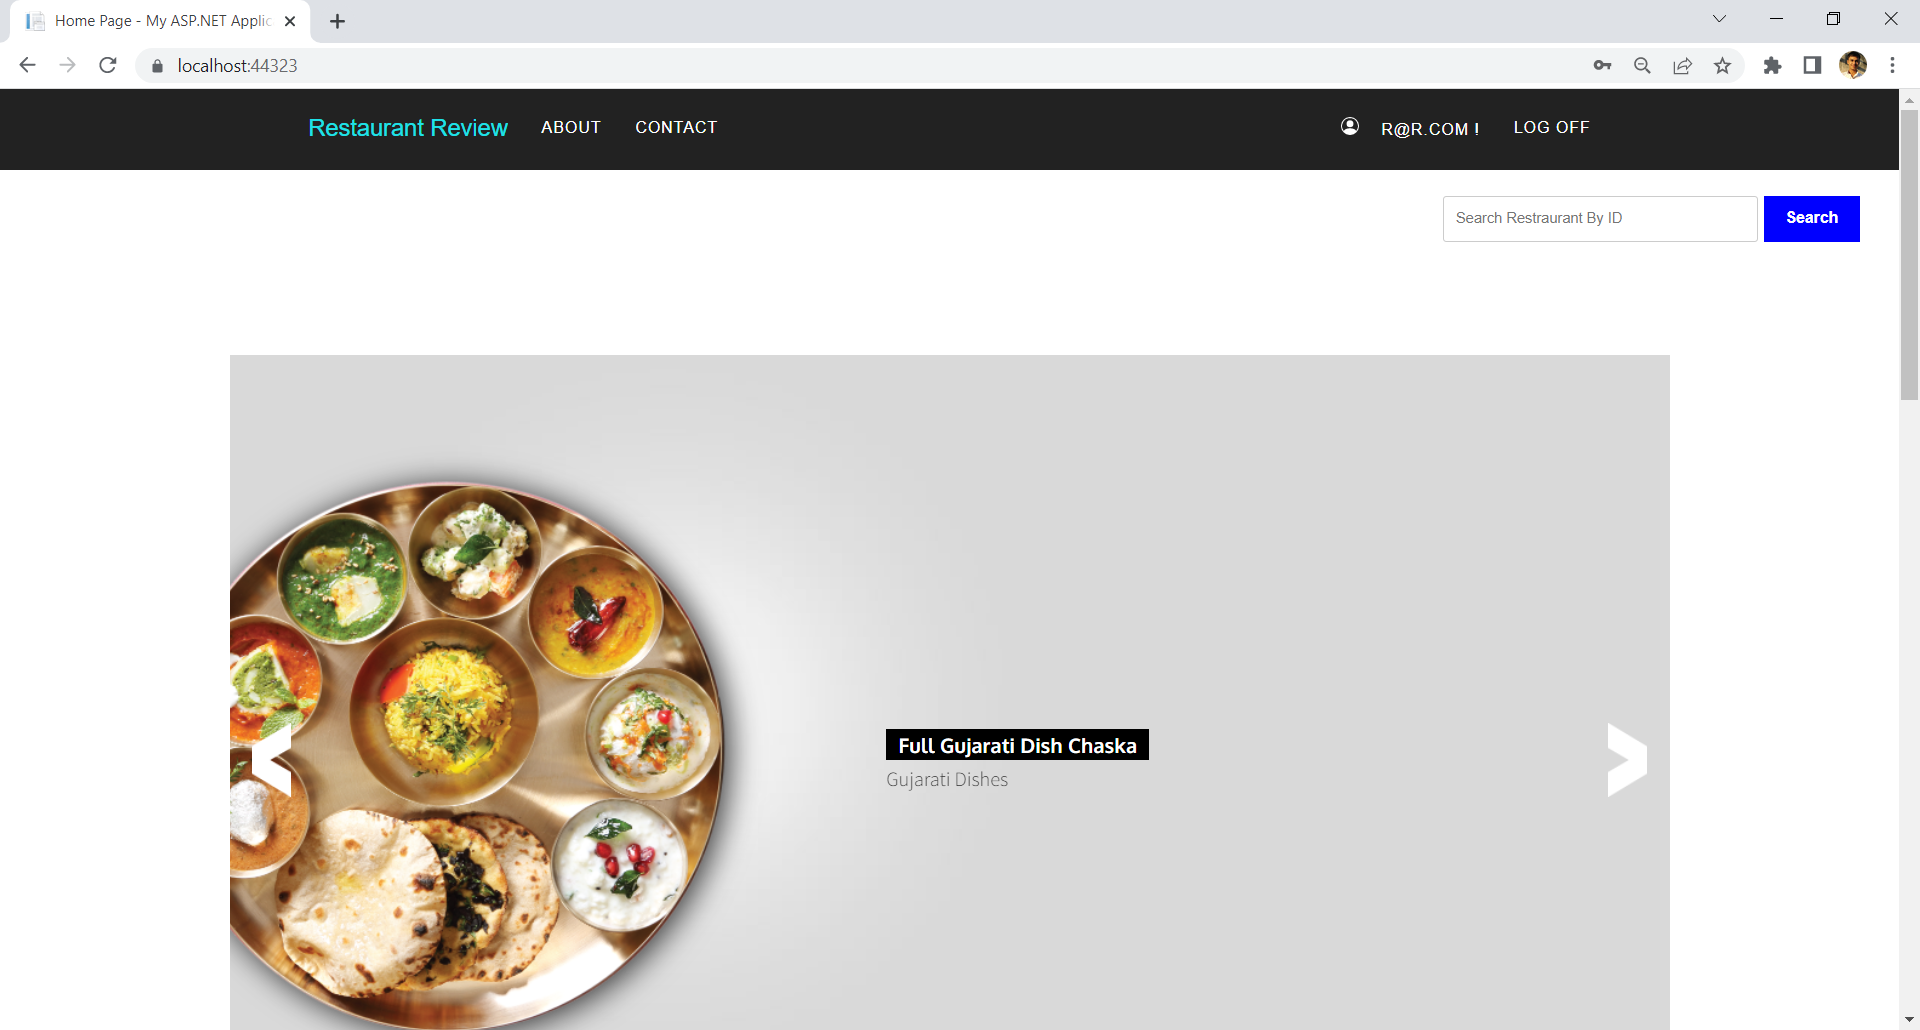 Home Page - My ASP.NET Applic
localhost:44323
Restaurant Review ABOUT CONTACT R@R.COM ! LOG OFF
Search Restraurant By ID Search
Full Gujarati Dish Chaska
Gujarati Dishes